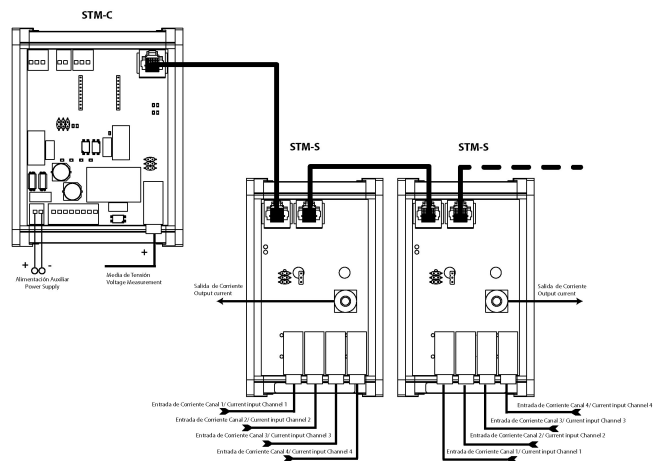 STM-C
STM-S
STM-S
+
+ -
Alimentación Auxiliar
Power Supply
Media de Tensión
Voltage Measurement
Salida de Corriente
Output current
Salida de Corriente
Output current
Entrada de Corriente Canal 1/ Current input Channel 1
Entrada de Corriente Canal 2/ Current input Channel 2
Entrada de Corriente Canal 3/ Current input Channel 3
Entrada de Corriente Canal 4/ Current input Channel 4
Entrada de Corriente Canal 4/ Current input Channel 4
Entrada de Corriente Canal 3/ Current input Channel 3
Entrada de Corriente Canal 2/ Current input Channel 2
Entrada de Corriente Canal 1/ Current input Channel 1